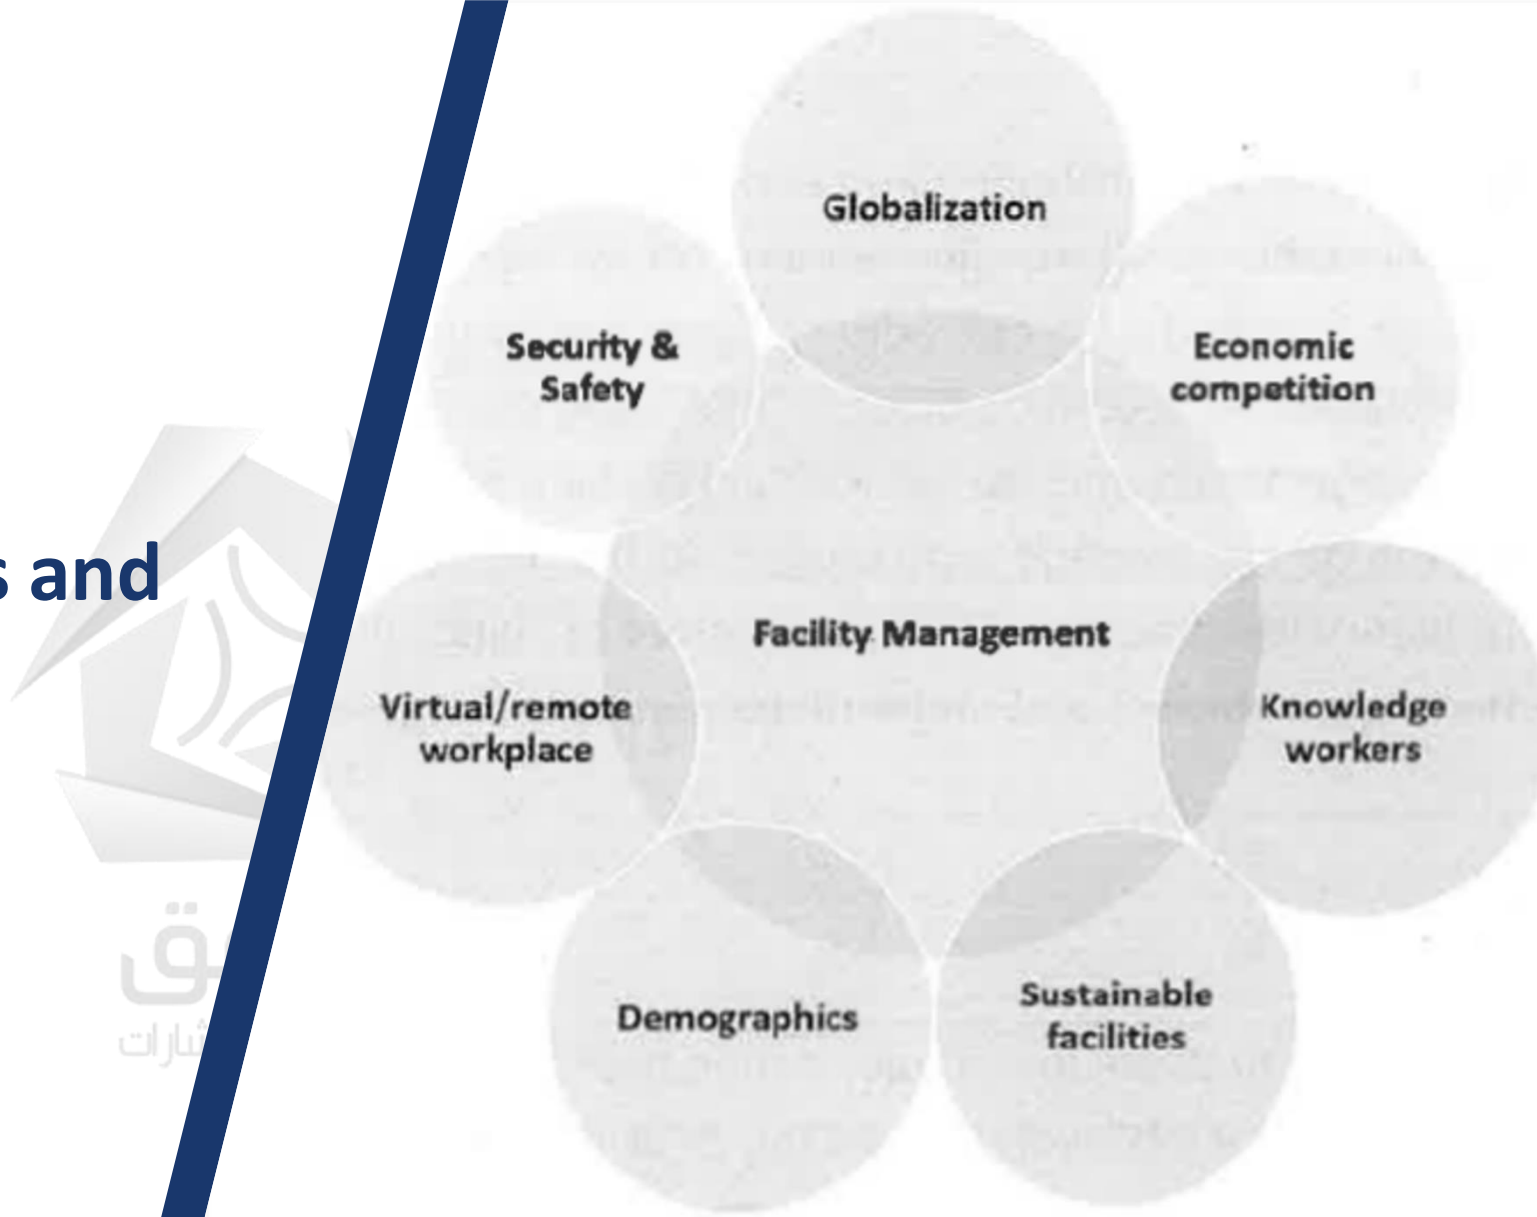 s and
Globalization
Security &
Safety
Economic
competition
Facility Management
Virtual/remote
workplace
Knowledge
workers
Demographics
Sustainable
facilities